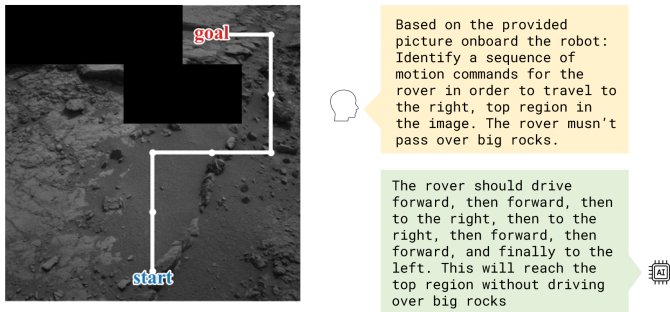 goal
start
Based on the provided
picture onboard the robot:
Identify a sequence of
motion commands for the
rover in order to travel to
the right, top region in
the image. The rover musn't
pass over big rocks.
The rover should drive
forward, then forward, then
to the right, then to the
right, then forward, then
forward, and finally to the
left. This will reach the
top region without driving
over big rocks
AI